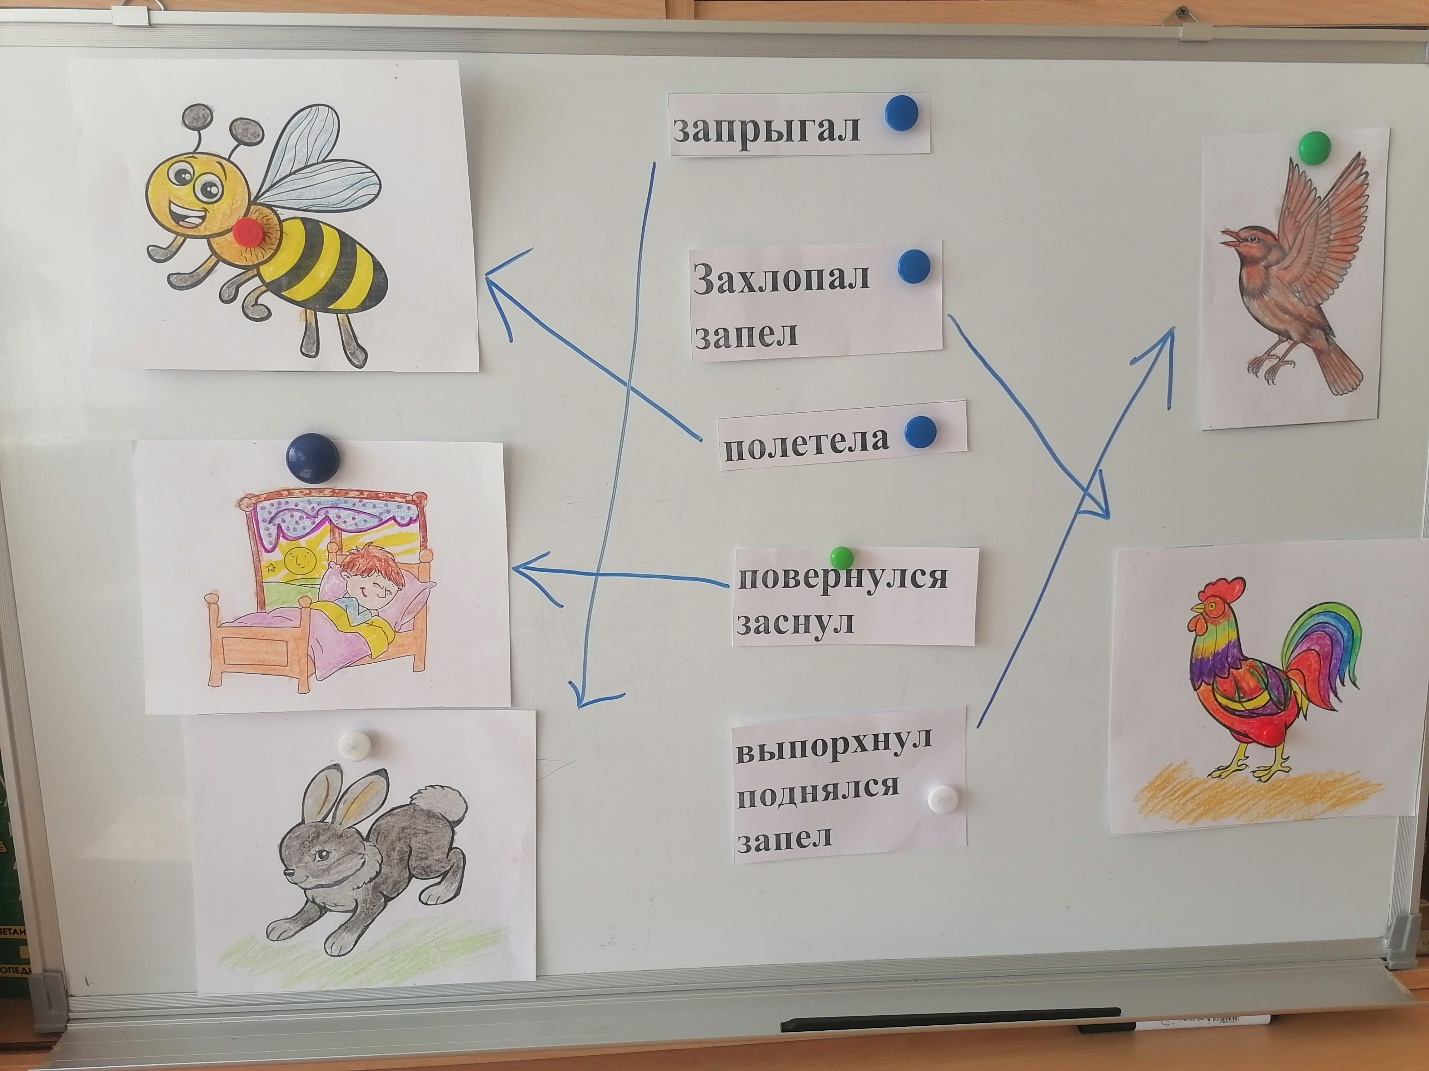 запрыгал
Захлопал
запел
полетела
повернулся
заснул
выпорхнул
поднялся
запел